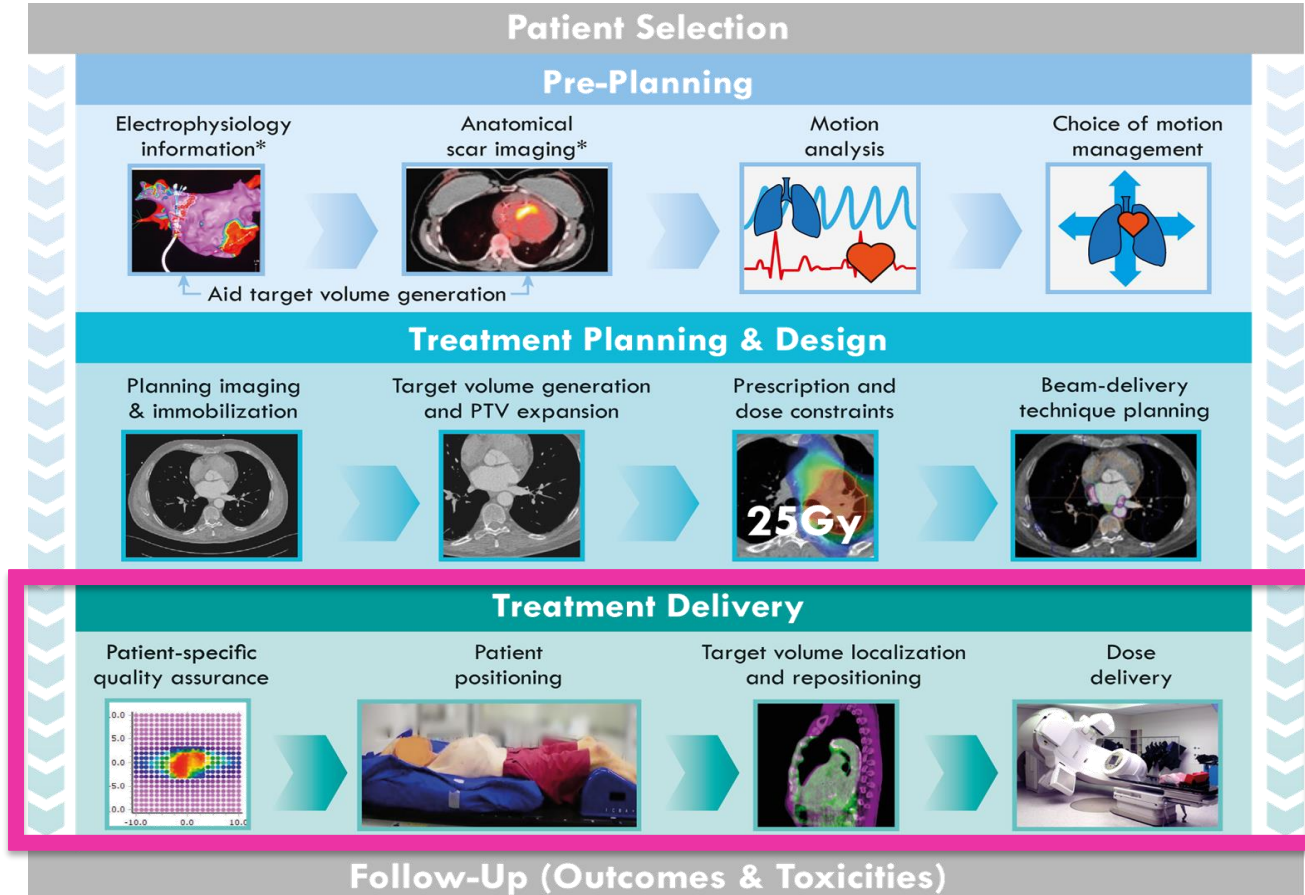 Patient Selection
Pre-Planning
Electrophysiology
information*
Anatomical
scar imaging*
Motion
analysis
Choice of motion
management
Aid target volume generation
Treatment Planning & Design
Planning imaging
& immobilization
Target volume generation
and PTV expansion
Prescription and
dose constraints
Beam-delivery
technique planning
25Gy
Treatment Delivery
Patient-specific
quality assurance
Patient
positioning
Target volume localization
and repositioning
Dose
delivery
0.0
5.0
0.0
-5.0
0.0
-10.0 0.0 10.0
Follow-Up (Outcomes & Toxicities)